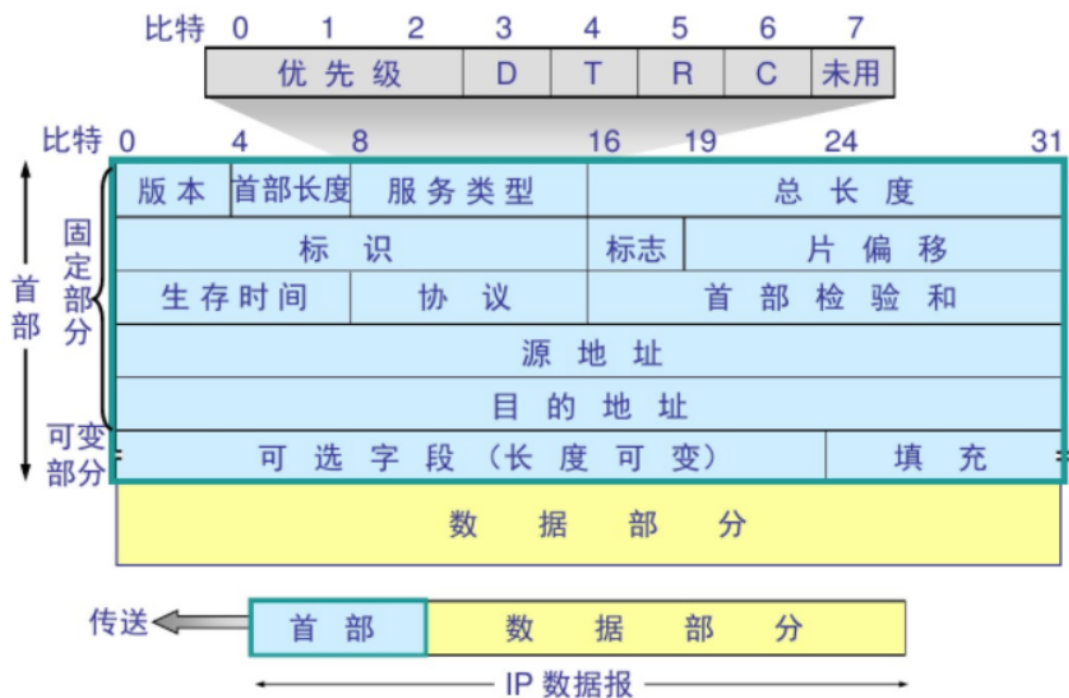 比特 0 1 2 3 4 5 6 7
优先级 D T R C 未用
比特 0 4 8 16 19 24 31
版本 首部长度 服务类型 总长度
标识 标志 片偏移
生存时间 协议 首部检验和
源地址
目的地址
可选字段（长度可变） 填充
首部
固定部分
可变
部分
数据部分
传送 首部 数据部分
IP 数据报